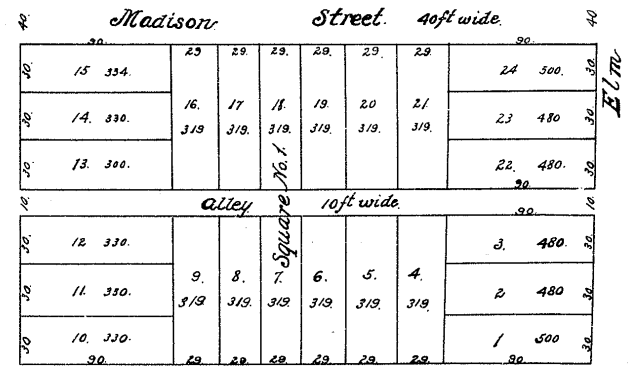 40. Madison Street. 40ft wide. 40
90. 29 29. 29. 29. 29. 29. 90.
30. 15 334. 24 500. 30.
Elm
16. 17 18. 19. 20 21.
30. 14. 330. 319 319. 319. 319. 319. 319. 23 480 30.
30. 13. 300. 22. 480. 30.
90.
Square No. 1.
10. Alley 10ft wide. 10.
90.
30. 12 330. 3. 480. 30.
9. 8. 7. 6. 5. 4.
30. 11. 330. 319. 319. 319. 319. 319. 319. 2 480 30.
30 10. 330. 1 500 30.
90. 29. 29. 29. 29. 29. 29. 90.